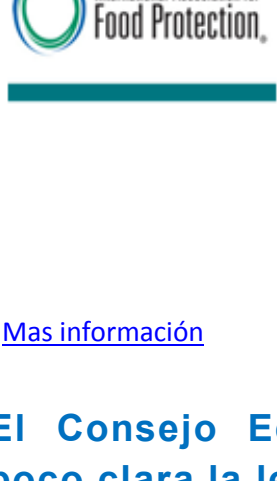 Food Protection®
Mas información
El Consejo
poco clara la